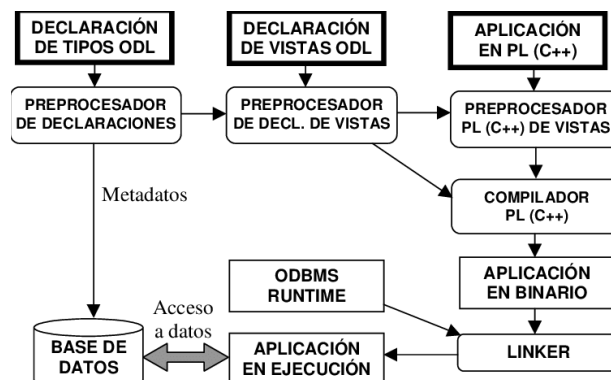 DECLARACIÓN
DE TIPOS ODL
DECLARACIÓN
DE VISTAS ODL
APLICACIÓN
EN PL (C++)
PREPROCESADOR
DE DECLARACIONES
PREPROCESADOR
DE DECL. DE VISTAS
PREPROCESADOR
PL (C++) DE VISTAS
Metadatos
COMPILADOR
PL (C++)
ODBMS
RUNTIME
APLICACIÓN
EN BINARIO
Acceso
a datos
BASE DE
DATOS
APLICACIÓN
EN EJECUCIÓN
LINKER